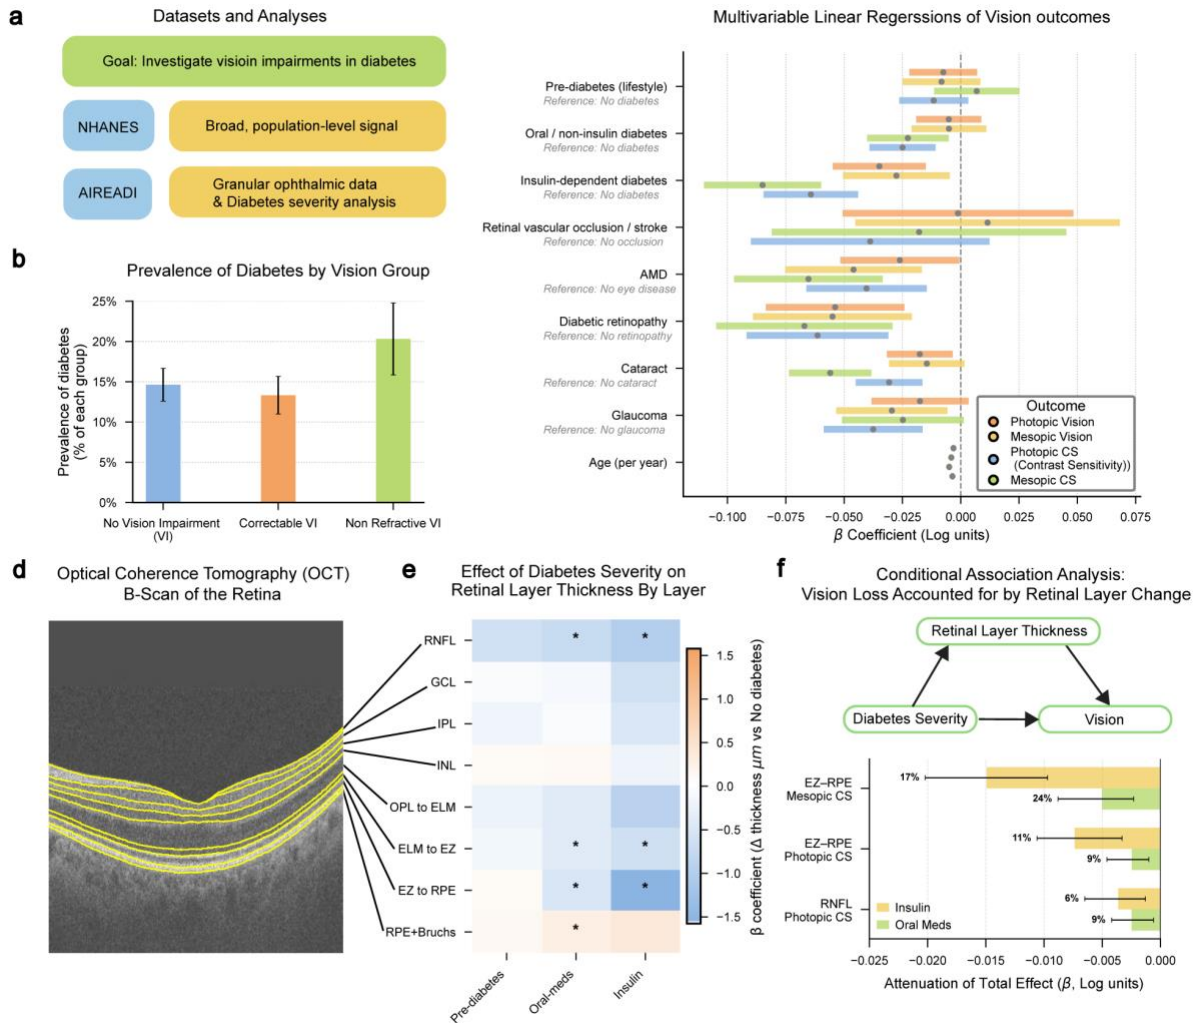 a
Datasets and Analyses
Goal: Investigate visioin impairments in diabetes
NHANES
Broad, population-level signal
AIREADI
Granular ophthalmic data
& Diabetes severity analysis
Multivariable Linear Regerssions of Vision outcomes
Pre-diabetes (lifestyle)
Reference: No diabetes
Oral / non-insulin diabetes
Reference: No diabetes
Insulin-dependent diabetes
Reference: No diabetes
Retinal vascular occlusion / stroke
Reference: No occlusion
AMD
Reference: No eye disease
Diabetic retinopathy
Reference: No retinopathy
Cataract
Reference: No cataract
Glaucoma
Reference: No glaucoma
Age (per year)
Outcome
Photopic Vision
Mesopic Vision
Photopic CS
(Contrast Sensitivity))
Mesopic CS
−0.100 −0.075 −0.050 −0.025 0.000 0.025 0.050 0.075
β Coefficient (Log units)
b
Prevalence of Diabetes by Vision Group
Prevalence of diabetes
(% of each group)
25%
20%
15%
10%
5%
0%
No Vision Impairment
(VI)
Correctable VI
Non Refractive VI
d
Optical Coherence Tomography (OCT)
B-Scan of the Retina
e
Effect of Diabetes Severity on
Retinal Layer Thickness By Layer
RNFL
GCL
IPL
INL
OPL to ELM
ELM to EZ
EZ to RPE
RPE+Bruchs
* *
* *
* *
*
Pre-diabetes
Oral-meds
Insulin
1.5
1.0
0.5
0.0
−0.5
−1.0
−1.5
β coefficient (Δ thickness μm vs No diabetes)
f
Conditional Association Analysis:
Vision Loss Accounted for by Retinal Layer Change
Retinal Layer Thickness
Diabetes Severity
Vision
EZ–RPE
Mesopic CS
17%
24%
EZ–RPE
Photopic CS
11%
9%
RNFL
Photopic CS
6%
9%
Insulin
Oral Meds
−0.025 −0.020 −0.015 −0.010 −0.005 0.000
Attenuation of Total Effect (β, Log units)